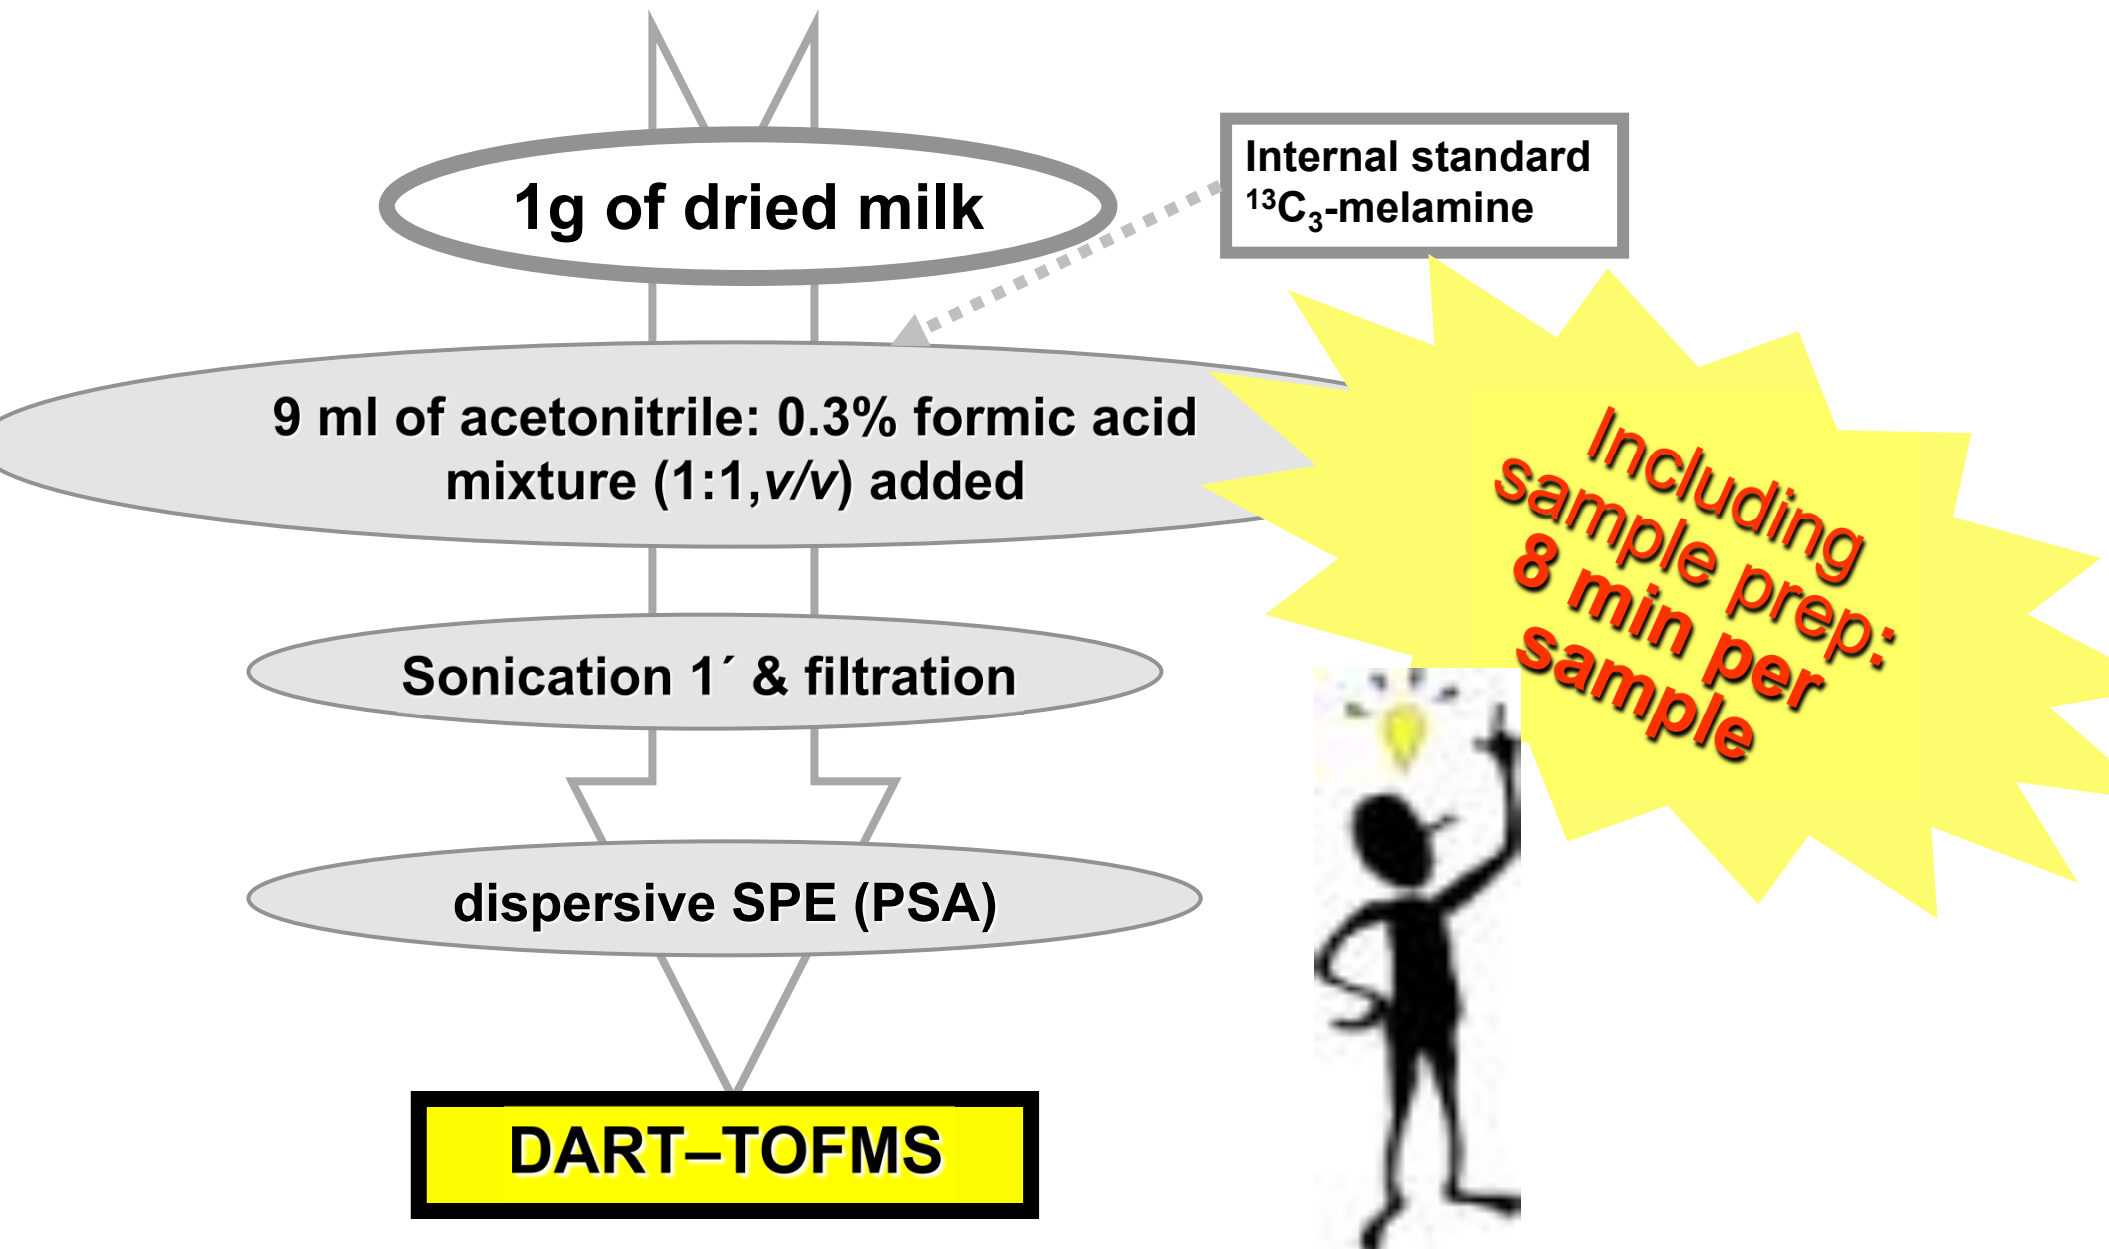 1g of dried milk
Internal standard
¹³C₃-melamine
9 ml of acetonitrile: 0.3% formic acid
mixture (1:1,v/v) added
Including
sample prep:
8 min per
sample
Sonication 1´ & filtration
dispersive SPE (PSA)
DART–TOFMS